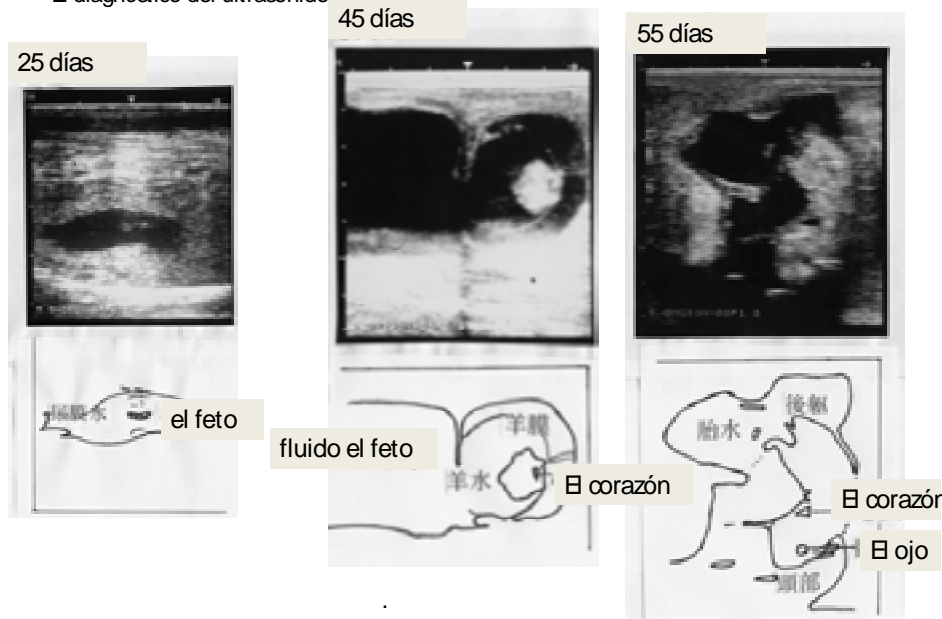 El diagnóstico del ultrasonido
25 días
45 días
55 días
el feto
fluido el feto
羊膜
羊水
El corazón
胎水
後躯
El corazón
El ojo
頭部